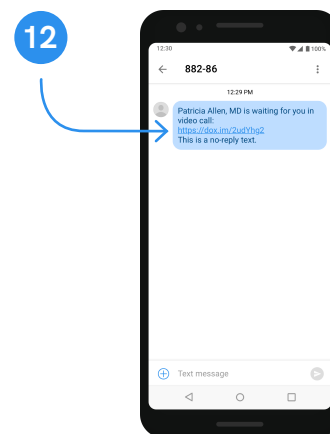 12
12:30
100%
882-86
12:29 PM
Patricia Allen, MD is waiting for you in
video call:
https://dox.im/2udYhg2
This is a no-reply text.
Text message